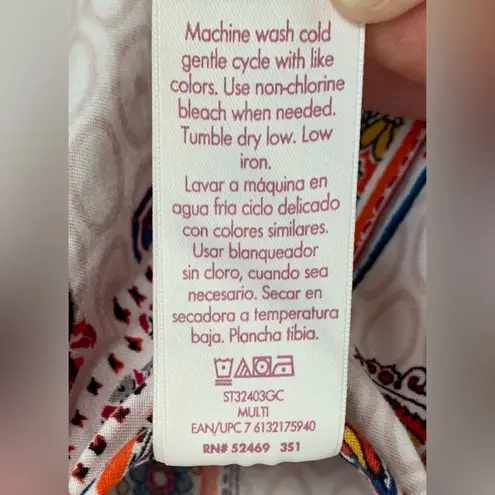 Machine wash cold
gentle cycle with like
colors. Use non-chlorine
bleach when needed.
Tumble dry low. Low
iron.
Lavar a máquina en
agua fría ciclo delicado
con colores similares.
Usar blanqueador
sin cloro, cuando sea
necesario. Secar en
secadora a temperatura
baja. Plancha tibia.
ST32403GC
MULTI
EAN/UPC 7 6132175940
RN# 52469 3S1